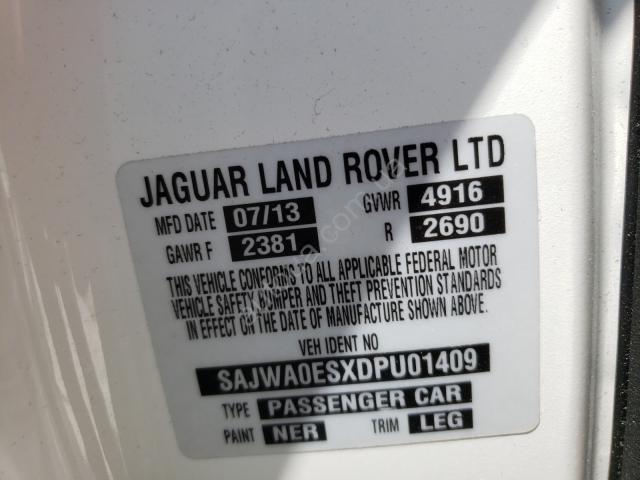 JAGUAR LAND ROVER LTD
MFD DATE 07/13 GVWR 4916
GAWR F 2381 R 2690
THIS VEHICLE CONFORMS TO ALL APPLICABLE FEDERAL MOTOR
VEHICLE SAFETY, BUMPER AND THEFT PREVENTION STANDARDS
IN EFFECT ON THE DATE OF MANUFACTURE SHOWN ABOVE.
VEH IDENT NO
SAJWA0ESXDPU01409
TYPE PASSENGER CAR
PAINT NER TRIM LEG